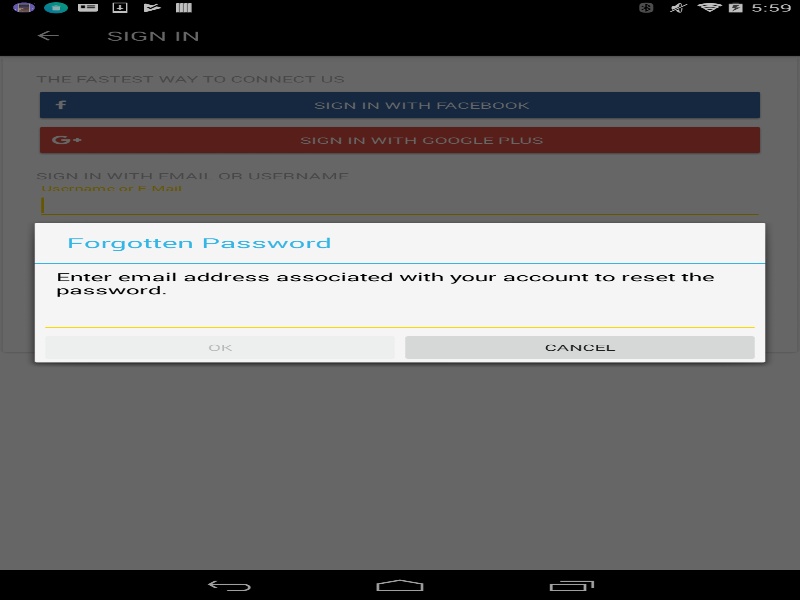 5:59
SIGN IN
THE FASTEST WAY TO CONNECT US
f SIGN IN WITH FACEBOOK
G+ SIGN IN WITH GOOGLE PLUS
SIGN IN WITH EMAIL OR USERNAME
Username or E-Mail
Forgotten Password
Enter email address associated with your account to reset the
password.
OK CANCEL